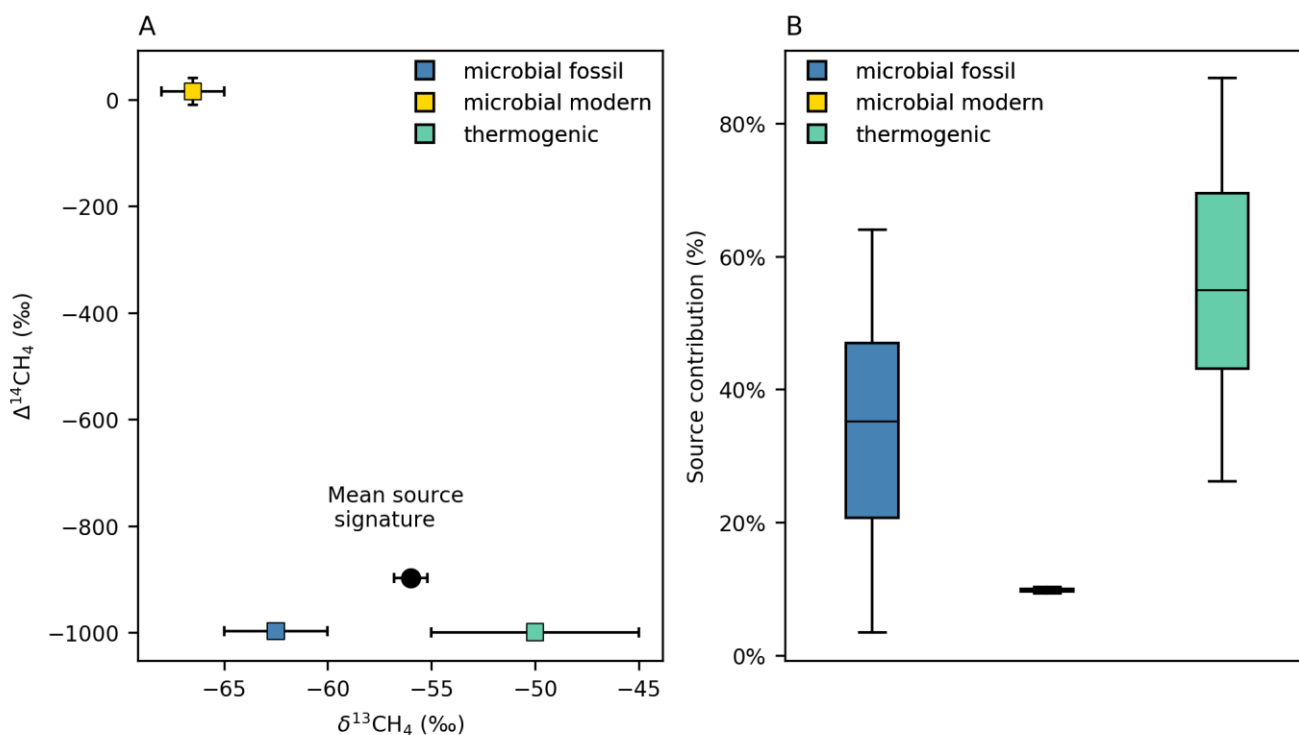 A
microbial fossil
microbial modern
thermogenic
0
−200
−400
−600
−800
−1000
Δ¹⁴CH₄ (‰)
Mean source
signature
−65
−60
−55
−50
−45
δ¹³CH₄ (‰)
B
microbial fossil
microbial modern
thermogenic
80%
60%
40%
20%
0%
Source contribution (%)